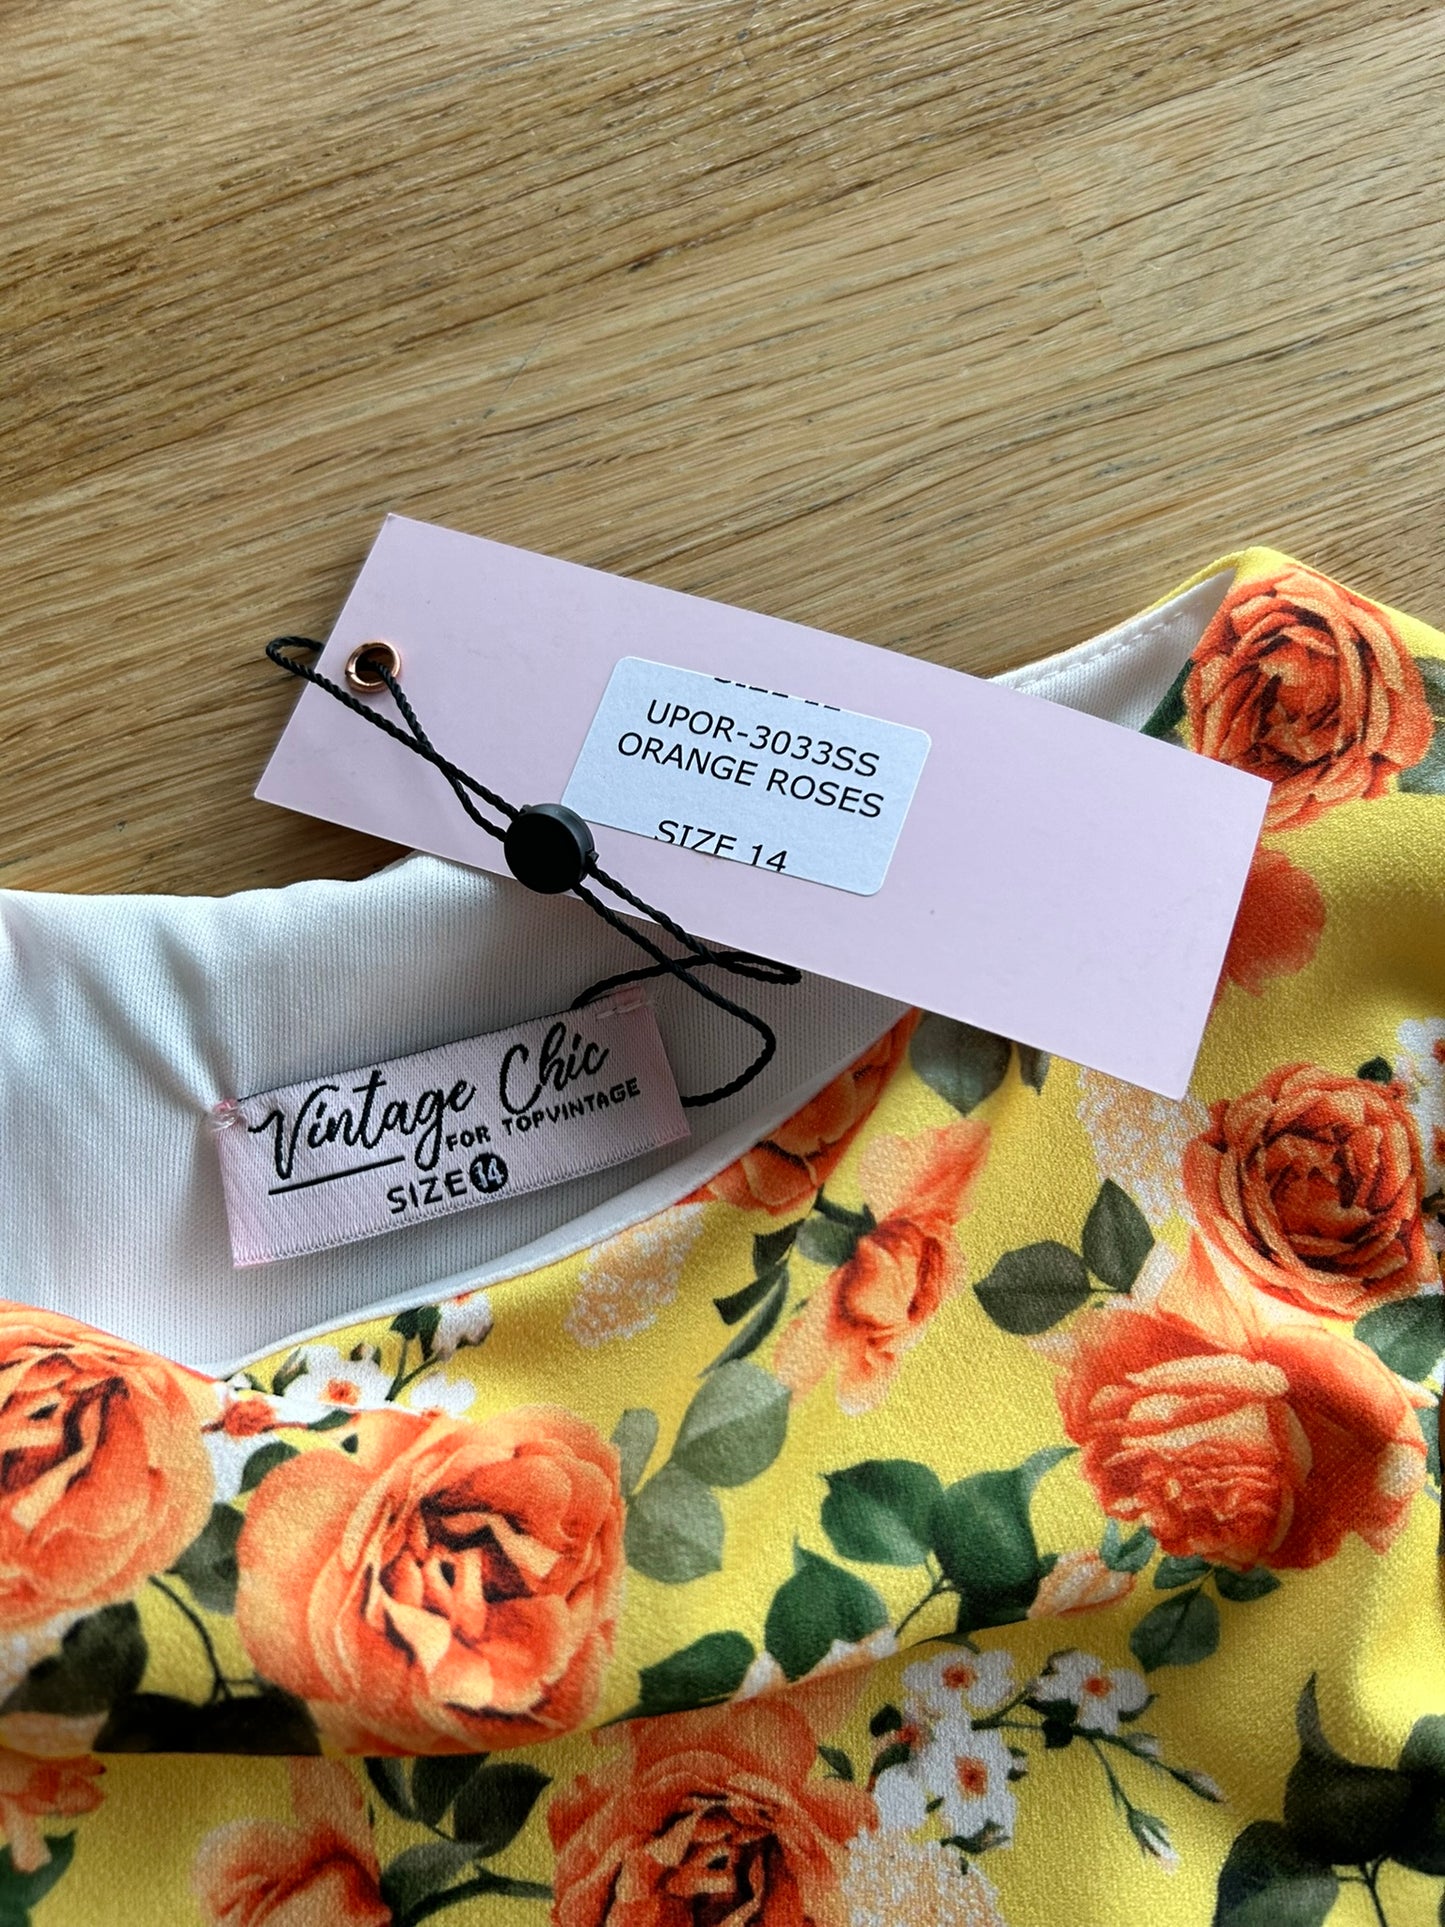 UPOR-3033SS
ORANGE ROSES
SIZE 14
Vintage Chic
FOR TOPVINTAGE
SIZE 14